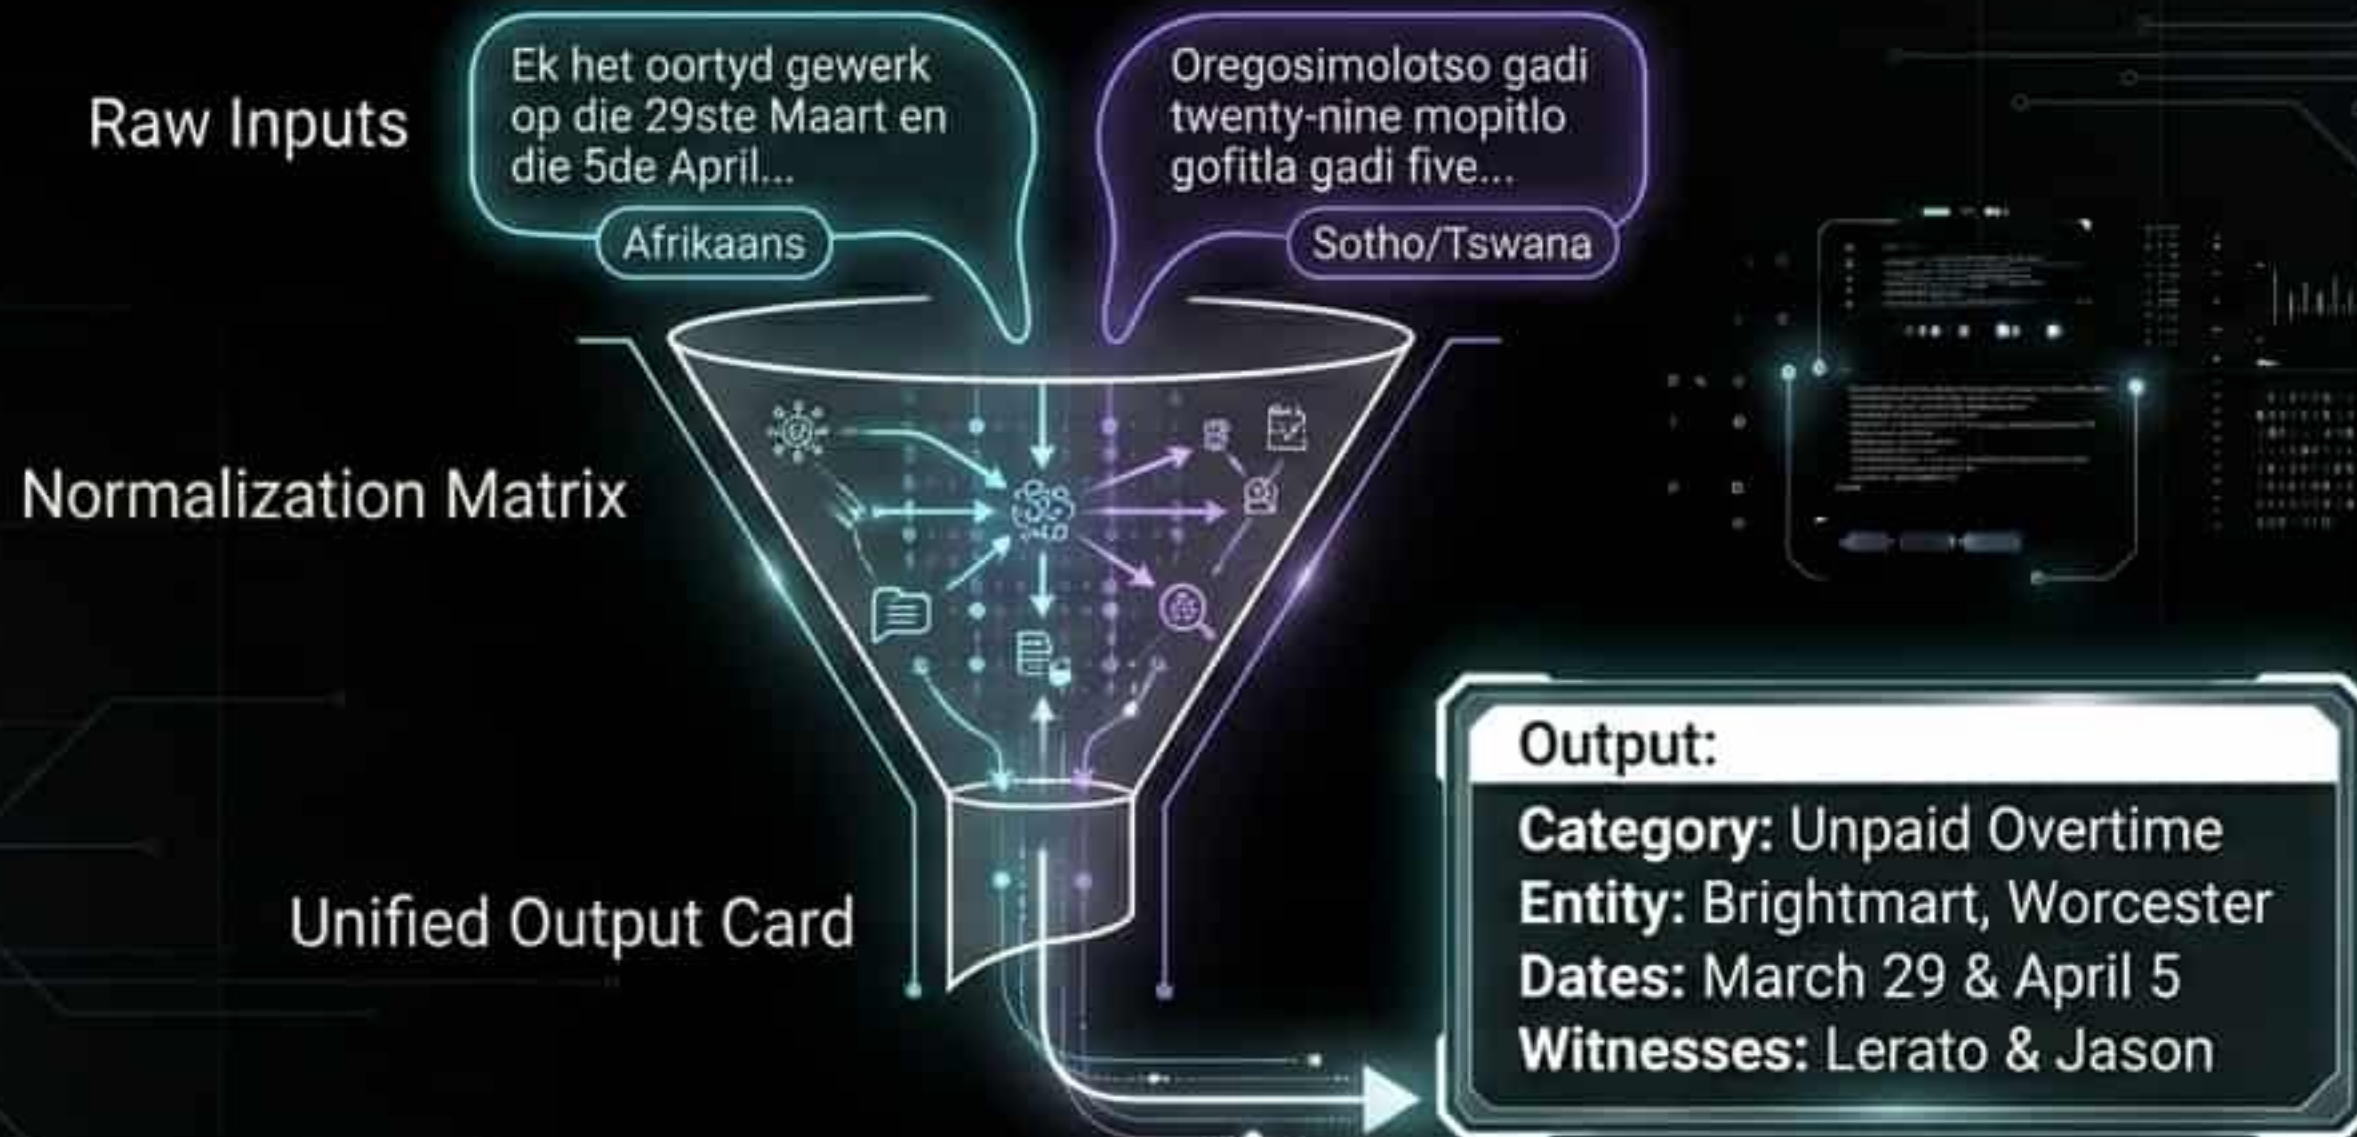 Raw Inputs
Ek het oortyd gewerk
op die 29ste Maart en
die 5de April...
Afrikaans
Oregosimolotso gadi
twenty-nine mopitlo
gofitla gadi five...
Sotho/Tswana
Normalization Matrix
Unified Output Card
Output:
Category: Unpaid Overtime
Entity: Brightmart, Worcester
Dates: March 29 & April 5
Witnesses: Lerato & Jason